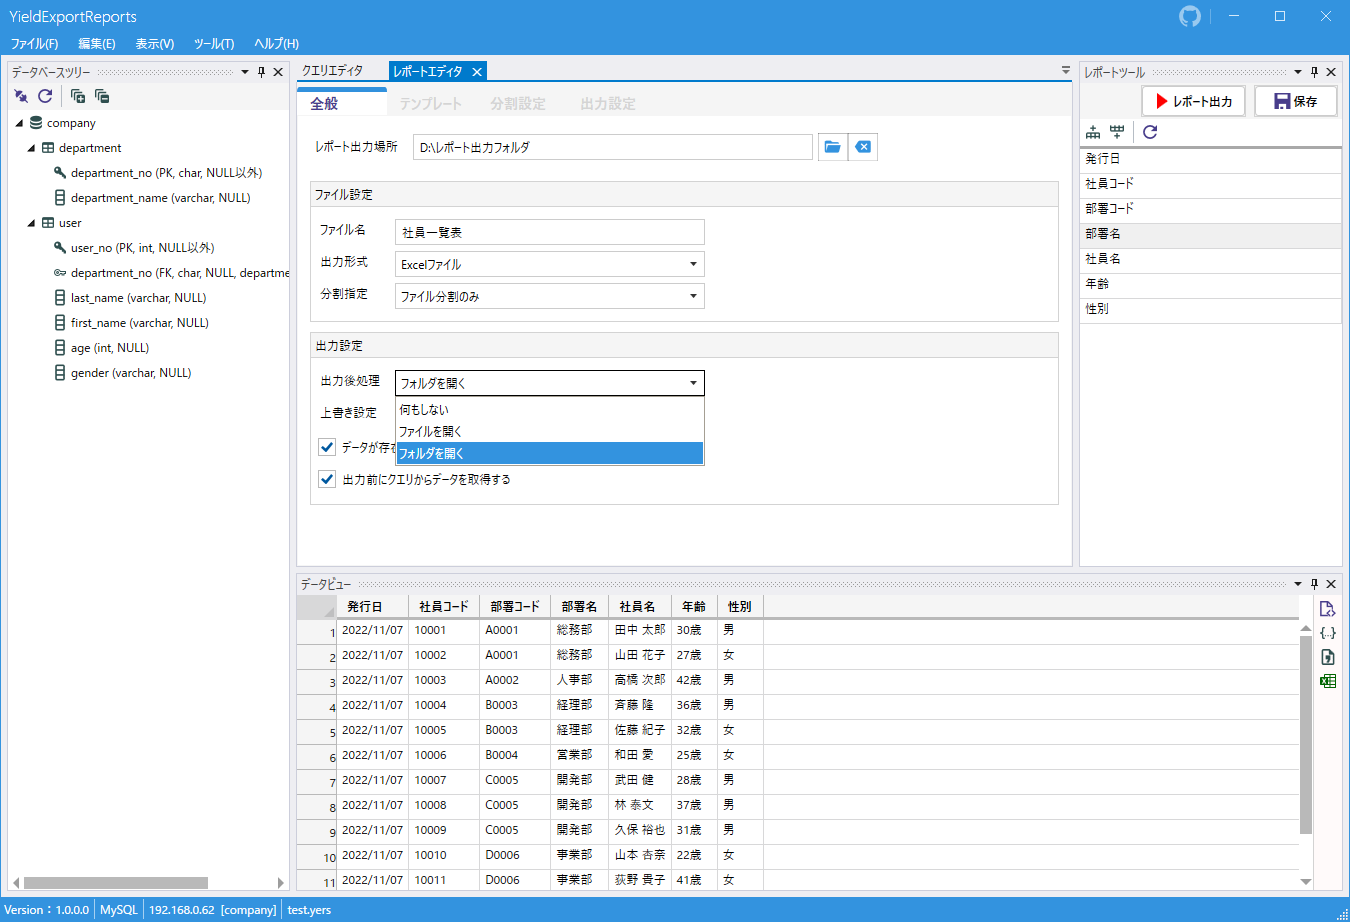 YieldExportReports
ファイル(F) 編集(E) 表示(V) ツール(T) ヘルプ(H)
データベースツリー
company
department
department_no (PK, char, NULL以外)
department_name (varchar, NULL)
user
user_no (PK, int, NULL以外)
department_no (FK, char, NULL, departme
last_name (varchar, NULL)
first_name (varchar, NULL)
age (int, NULL)
gender (varchar, NULL)
クエリエディタ レポートエディタ
全般 テンプレート 分割設定 出力設定
レポート出力場所 D:\レポート出力フォルダ
ファイル設定
ファイル名 社員一覧表
出力形式 Excelファイル
分割指定 ファイル分割のみ
出力設定
出力後処理 フォルダを開く
何もしない
ファイルを開く
フォルダを開く
上書き設定
データが存在
出力前にクエリからデータを取得する
レポートツール
レポート出力 保存
発行日
社員コード
部署コード
部署名
社員名
年齢
性別
データビュー
発行日 社員コード 部署コード 部署名 社員名 年齢 性別
1 2022/11/07 10001 A0001 総務部 田中 太郎 30歳 男
2 2022/11/07 10002 A0001 総務部 山田 花子 27歳 女
3 2022/11/07 10003 A0002 人事部 高橋 次郎 42歳 男
4 2022/11/07 10004 B0003 経理部 斉藤 隆 36歳 男
5 2022/11/07 10005 B0003 経理部 佐藤 紀子 32歳 女
6 2022/11/07 10006 B0004 営業部 和田 愛 25歳 女
7 2022/11/07 10007 C0005 開発部 武田 健 28歳 男
8 2022/11/07 10008 C0005 開発部 林 泰文 37歳 男
9 2022/11/07 10009 C0005 開発部 久保 裕也 31歳 男
10 2022/11/07 10010 D0006 事業部 山本 杏奈 22歳 女
11 2022/11/07 10011 D0006 事業部 荻野 貴子 41歳 女
Version：1.0.0.0 MySQL 192.168.0.62 [company] test.yers